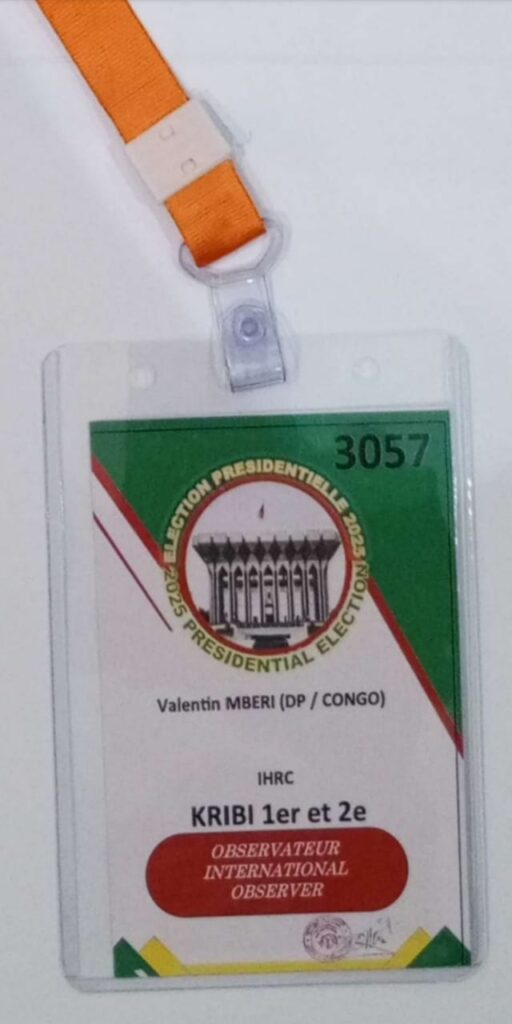 3057
ELECTION PRESIDENTIELLE 2025
2025 PRESIDENTIAL ELECTION
Valentin MBERI (DP / CONGO)
IHRC
KRIBI 1er et 2e
OBSERVATEUR
INTERNATIONAL
OBSERVER